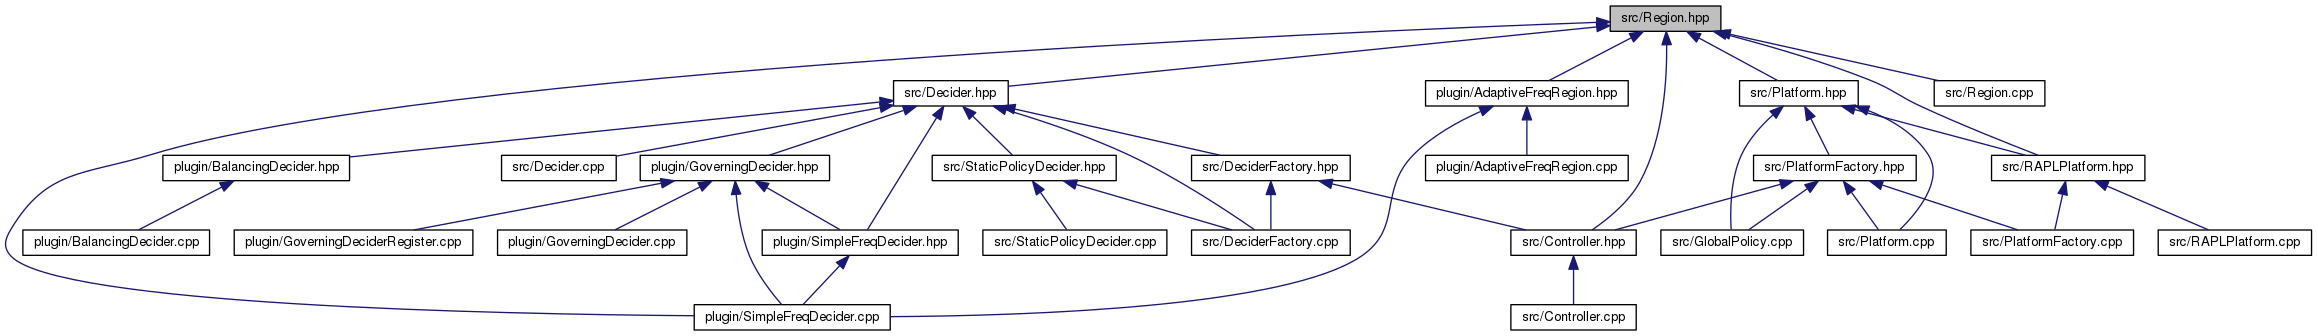 src/Region.hpp
src/Decider.hpp
plugin/AdaptiveFreqRegion.hpp
src/Platform.hpp
src/Region.cpp
plugin/BalancingDecider.hpp
src/Decider.cpp
plugin/GoverningDecider.hpp
src/StaticPolicyDecider.hpp
src/DeciderFactory.hpp
plugin/AdaptiveFreqRegion.cpp
src/PlatformFactory.hpp
src/RAPLPlatform.hpp
plugin/BalancingDecider.cpp
plugin/GoverningDeciderRegister.cpp
plugin/GoverningDecider.cpp
plugin/SimpleFreqDecider.hpp
src/StaticPolicyDecider.cpp
src/DeciderFactory.cpp
src/Controller.hpp
src/GlobalPolicy.cpp
src/Platform.cpp
src/PlatformFactory.cpp
src/RAPLPlatform.cpp
plugin/SimpleFreqDecider.cpp
src/Controller.cpp